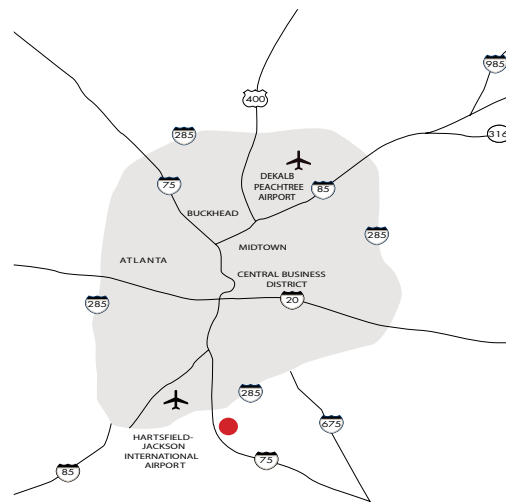 985
400
316
285
DEKALB
PEACHTREE
AIRPORT
75
85
BUCKHEAD
285
MIDTOWN
ATLANTA
CENTRAL BUSINESS
DISTRICT
285
20
285
675
HARTSFIELD-
JACKSON
INTERNATIONAL
AIRPORT
75
85